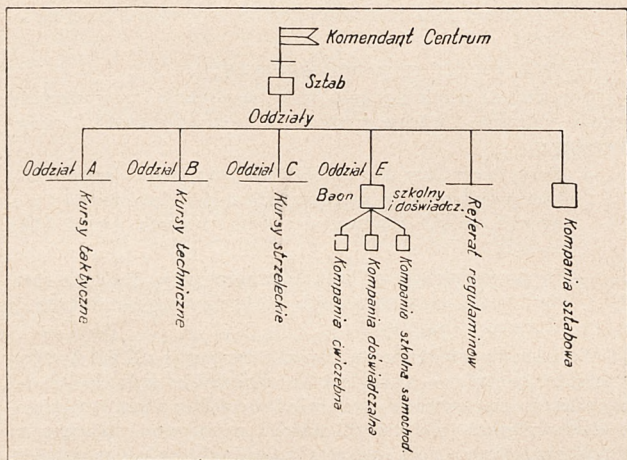 Komendant Centrum
Sztab
Oddziały
Oddział A
Kursy taktyczne
Oddział B
Kursy techniczne
Oddział C
Kursy strzeleckie
Oddział E
Baon szkolny
i doświadcz.
Kompania ćwiczebna
Kompania doświadczalna
Kompanie szkolna samochod.
Referat regulaminów
Kompania sztabowa